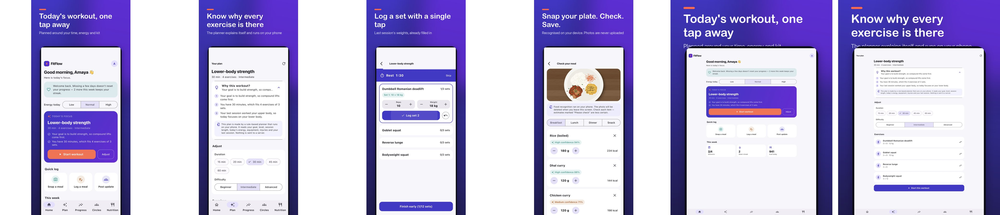 Today's workout, one
tap away
Planned around your time, energy and kit
FitFlow
A
Good morning, Amaya 👋
Here is today's focus.
Welcome back. Missing a few days doesn't reset
your progress — 2 more this week keeps your
streak.
Energy today
Low
Normal
High
TODAY'S FOCUS
Lower-body strength
30 min · 4 exercises · Intermediate
Your goal is to build strength, so compound lifts
come first.
You have 30 minutes, which fits 4 exercises of 3
sets.
Start workout
Adjust
Quick log
Snap a meal
Log a meal
Post update
This week
Home
Plan
Progress
Circles
Nutrition
Know why every
exercise is there
The planner explains itself and runs on your phone
Your plan
Lower-body strength
30 min · 4 exercises · Intermediate
Why this workout?
Your goal is to build strength, so compo...
1 Your goal is to build strength, so compound lifts
come first.
2 You have 30 minutes, which fits 4 exercises of 3
sets.
3 Your last session worked your upper body, so
today focuses on your lower body.
This plan is made by a rule-based planner that runs
on your phone. It reads your goal, level, session
length, today's energy, equipment, injuries and your
last session. Nothing is sent to a server.
Adjust
Duration
15 min
20 min
30 min
45 min
60 min
Difficulty
Beginner
Intermediate
Advanced
Home
Plan
Progress
Circles
Nutrition
Log a set with a single
tap
Last session's weights, already filled in
Lower-body strength
Rest 1:30
Skip
Dumbbell Romanian deadlift
1/3 sets
Set 1: 10 × 18 kg
Reps
10
Weight
18 kg
Log set 2
Goblet squat
0/3 sets
Reverse lunge
0/3 sets
Bodyweight squat
0/3 sets
Finish early (1/12 sets)
Snap your plate. Check.
Save.
Recognised on your device. Photos are never uploaded
Check your meal
Food recognition ran on your phone. The photo will be
deleted when you leave this screen. Check each item —
estimates marked "Please check" are less certain.
Breakfast
Lunch
Dinner
Snack
Rice (boiled)
High confidence 94%
180 g
234 kcal
Dhal curry
High confidence 88%
120 g
144 kcal
Chicken curry
Medium confidence 71%
120 g
198 kcal
Today's workout, one
tap away
Planned around your time, energy and kit
FitFlow
A
Good morning, Amaya 👋
Here is today's focus.
Welcome back. Missing a few days doesn't reset your progress — 2 more this week keeps your
streak.
Energy today
Low
Normal
High
TODAY'S FOCUS
Lower-body strength
30 min · 4 exercises · Intermediate
Your goal is to build strength, so compound lifts come first.
You have 30 minutes, which fits 4 exercises of 3 sets.
Start workout
Adjust
Quick log
Snap a meal
Log a meal
Post update
This week
2/4
Sessions
2
Week streak
941
kcal today
Know why every
exercise is there
The planner explains itself and runs on your phone
Your plan
Lower-body strength
30 min · 4 exercises · Intermediate
Why this workout?
Your goal is to build strength, so compound lifts come first.
1 Your goal is to build strength, so compound lifts come first.
2 You have 30 minutes, which fits 4 exercises of 3 sets.
3 Your last session worked your upper body, so today focuses on your lower body.
This plan is made by a rule-based planner that runs on your phone. It reads your goal, level, session
length, today's energy, equipment, injuries and your last session. Nothing is sent to a server.
Adjust
Duration
15 min
20 min
30 min
45 min
60 min
Difficulty
Beginner
Intermediate
Advanced
Exercises
Dumbbell Romanian deadlift
3 × 8 · 12 kg
Goblet squat
3 × 8 · 10 kg
Reverse lunge
3 × 8
Bodyweight squat
3 × 12
Start this workout